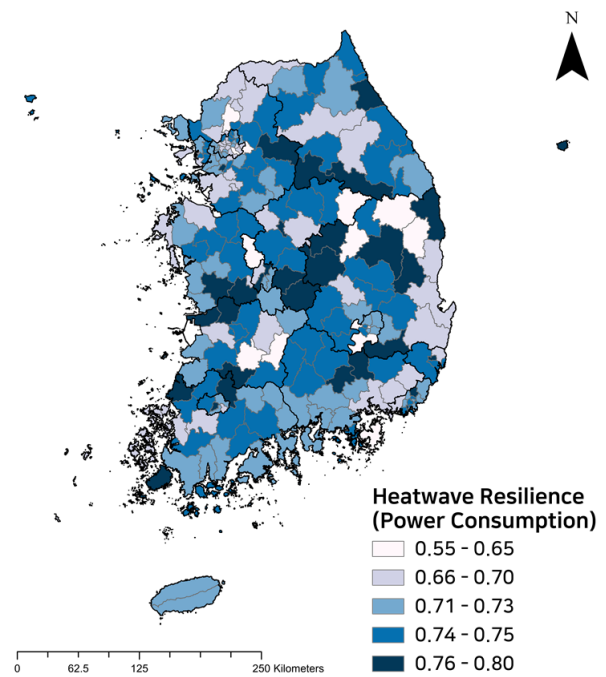 N
Heatwave Resilience
(Power Consumption)
0.55 - 0.65
0.66 - 0.70
0.71 - 0.73
0.74 - 0.75
0.76 - 0.80
0 62.5 125 250 Kilometers